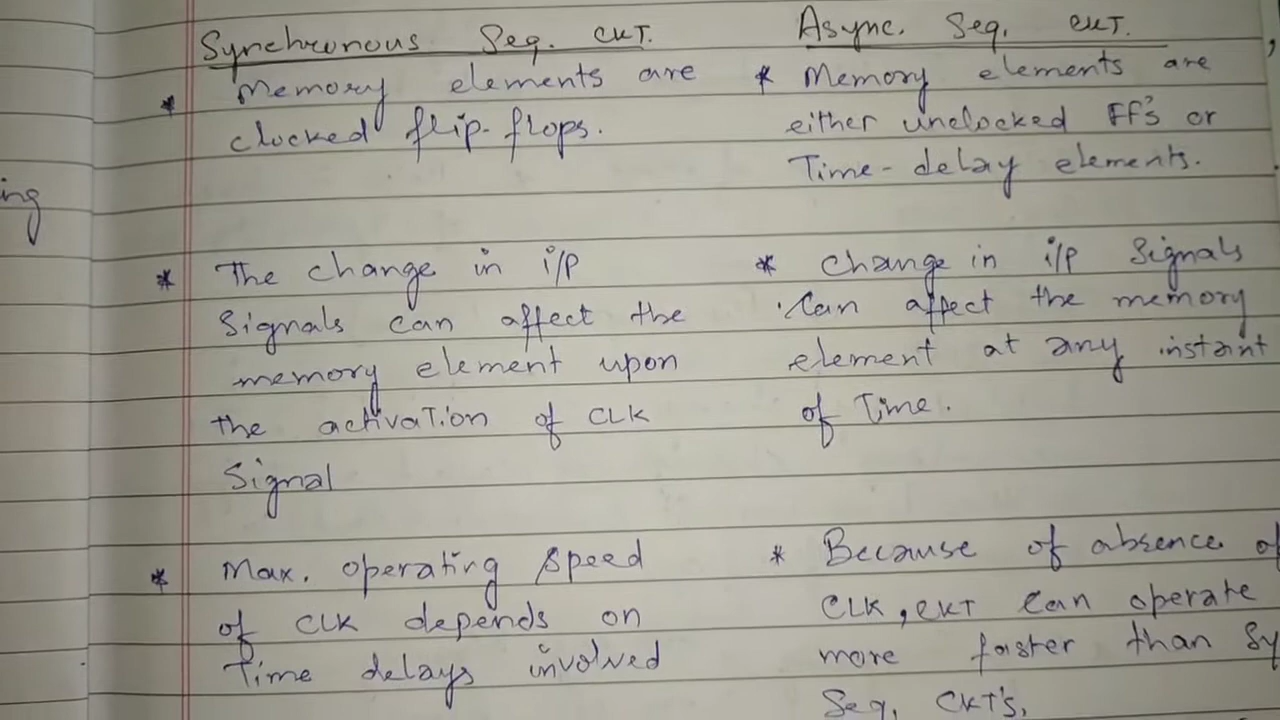 ing
Synchronous Seq. CKT.
* Memory elements are
clocked flip-flops.
* The change in i/p
Signals can affect the
memory element upon
the activation of CLK
Signal
* Max. operating speed
of CLK depends on
Time delays involved
Async. Seq. CKT.
* Memory elements are
either unclocked FF's or
Time-delay elements.
* change in i/p Signals
Can affect the memory
element at any instant
of Time.
* Because of absence of
CLK, CKT Can operate
more faster than Sy
Seq. CKT's,